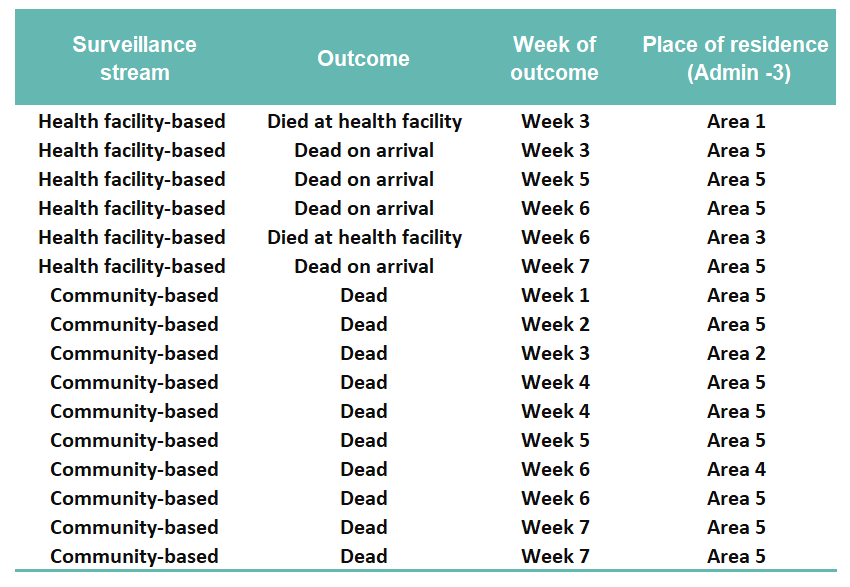 Surveillance stream Outcome Week of outcome Place of residence (Admin -3)
Health facility-based Died at health facility Week 3 Area 1
Health facility-based Dead on arrival Week 3 Area 5
Health facility-based Dead on arrival Week 5 Area 5
Health facility-based Dead on arrival Week 6 Area 5
Health facility-based Died at health facility Week 6 Area 3
Health facility-based Dead on arrival Week 7 Area 5
Community-based Dead Week 1 Area 5
Community-based Dead Week 2 Area 5
Community-based Dead Week 3 Area 2
Community-based Dead Week 4 Area 5
Community-based Dead Week 4 Area 5
Community-based Dead Week 5 Area 5
Community-based Dead Week 6 Area 4
Community-based Dead Week 6 Area 5
Community-based Dead Week 7 Area 5
Community-based Dead Week 7 Area 5